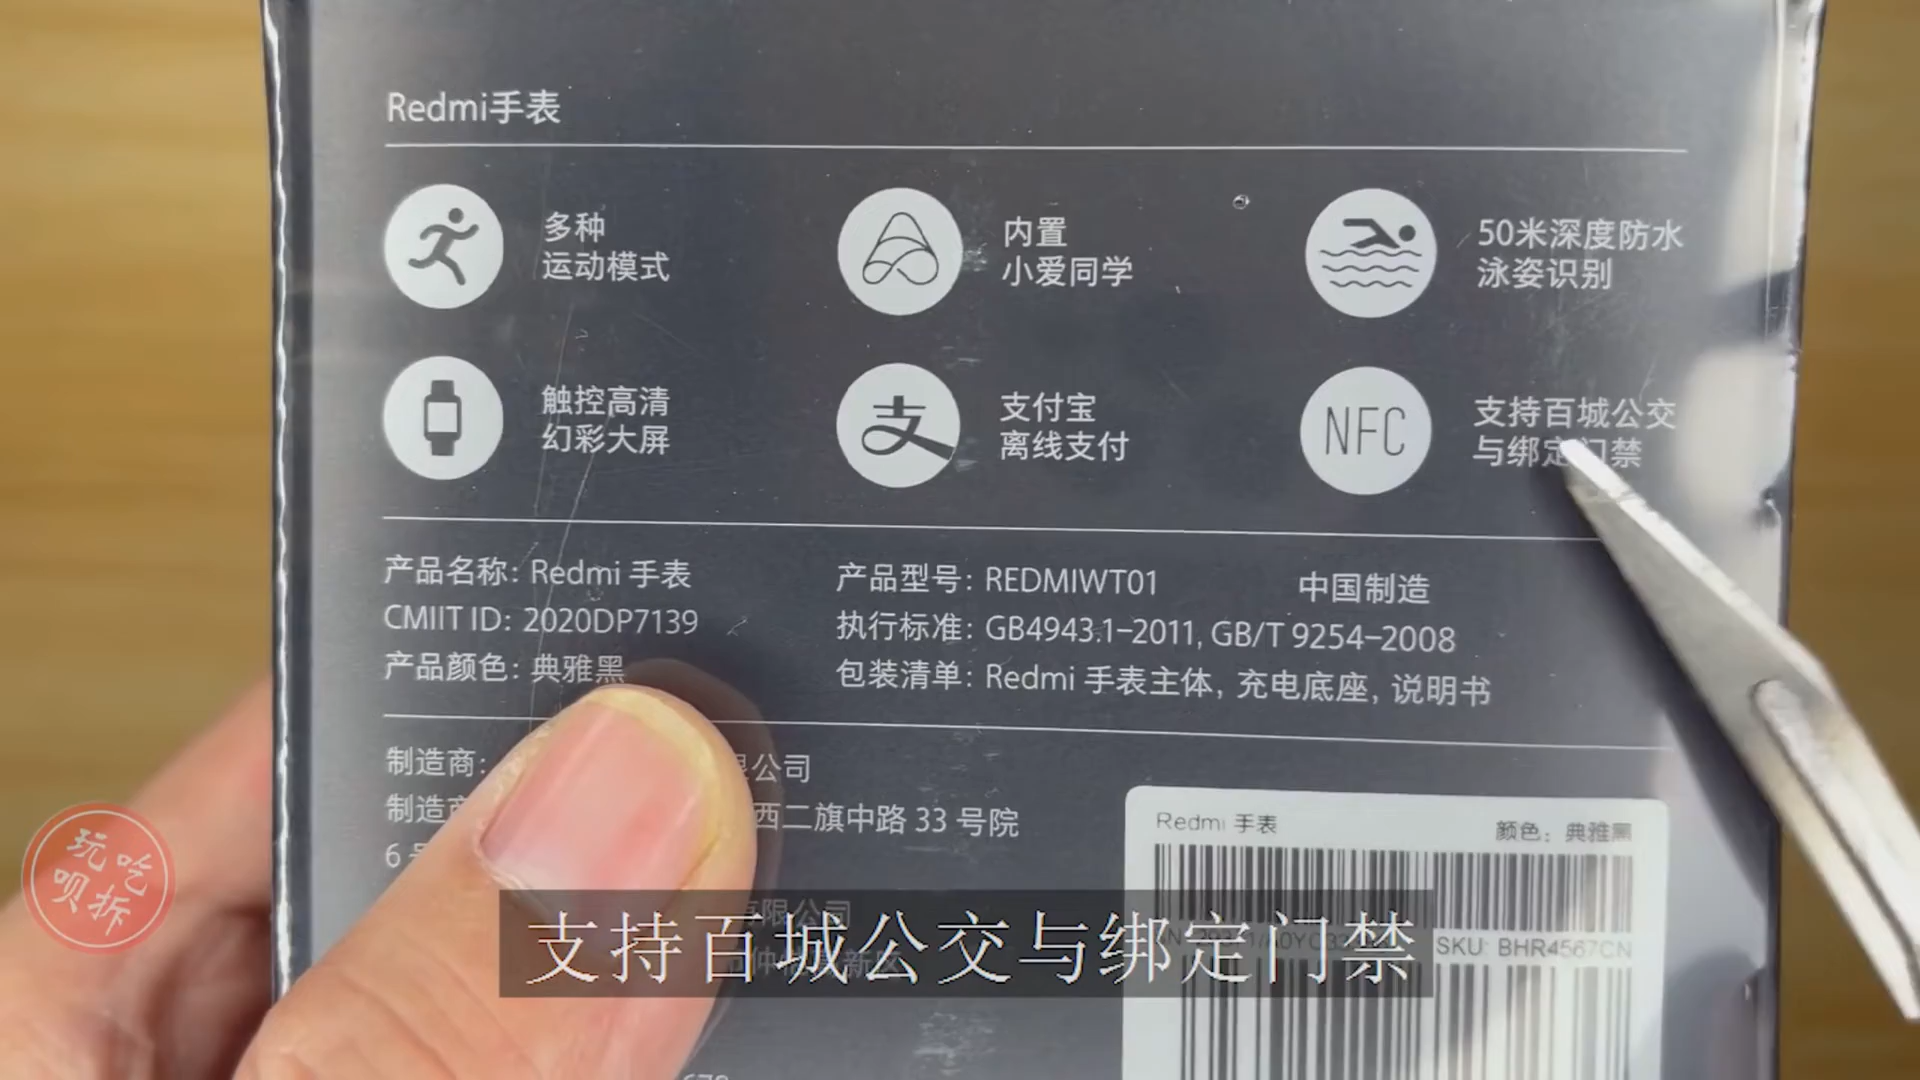 Redmi手表
多种
运动模式
内置
小爱同学
50米深度防水
泳姿识别
触控高清
幻彩大屏
支
支付宝
离线支付
NFC
支持百城公交
与绑定门禁
产品名称: Redmi 手表
产品型号: REDMIWT01
中国制造
CMIIT ID: 2020DP7139
执行标准: GB4943.1-2011, GB/T 9254-2008
产品颜色: 典雅黑
包装清单: Redmi 手表主体, 充电底座, 说明书
制造商:
公司
制造
西二旗中路 33 号院
6
Redmi 手表
颜色: 典雅黑
限公司
SKU: BHR4567CN
支持百城公交与绑定门禁
玩吃
呗拆